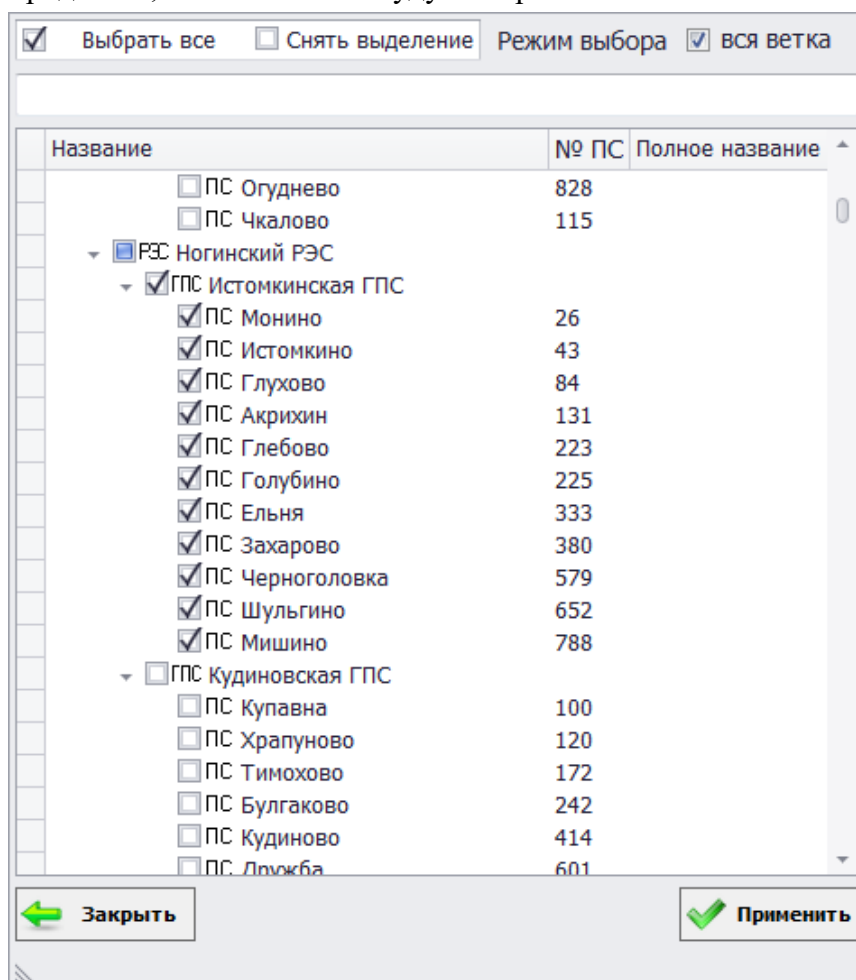 Выбрать все Снять выделение Режим выбора вся ветка
Название № ПС Полное название
ПС Огуднево 828
ПС Чкалово 115
РЭС Ногинский РЭС
ГПС Истомкинская ГПС
ПС Монино 26
ПС Истомкино 43
ПС Глухово 84
ПС Акрихин 131
ПС Глебово 223
ПС Голубино 225
ПС Ельня 333
ПС Захарово 380
ПС Черноголовка 579
ПС Шульгино 652
ПС Мишино 788
ГПС Кудиновская ГПС
ПС Купавна 100
ПС Храпуново 120
ПС Тимохово 172
ПС Булгаково 242
ПС Кудиново 414
ПС Дружба 601
Закрыть Применить